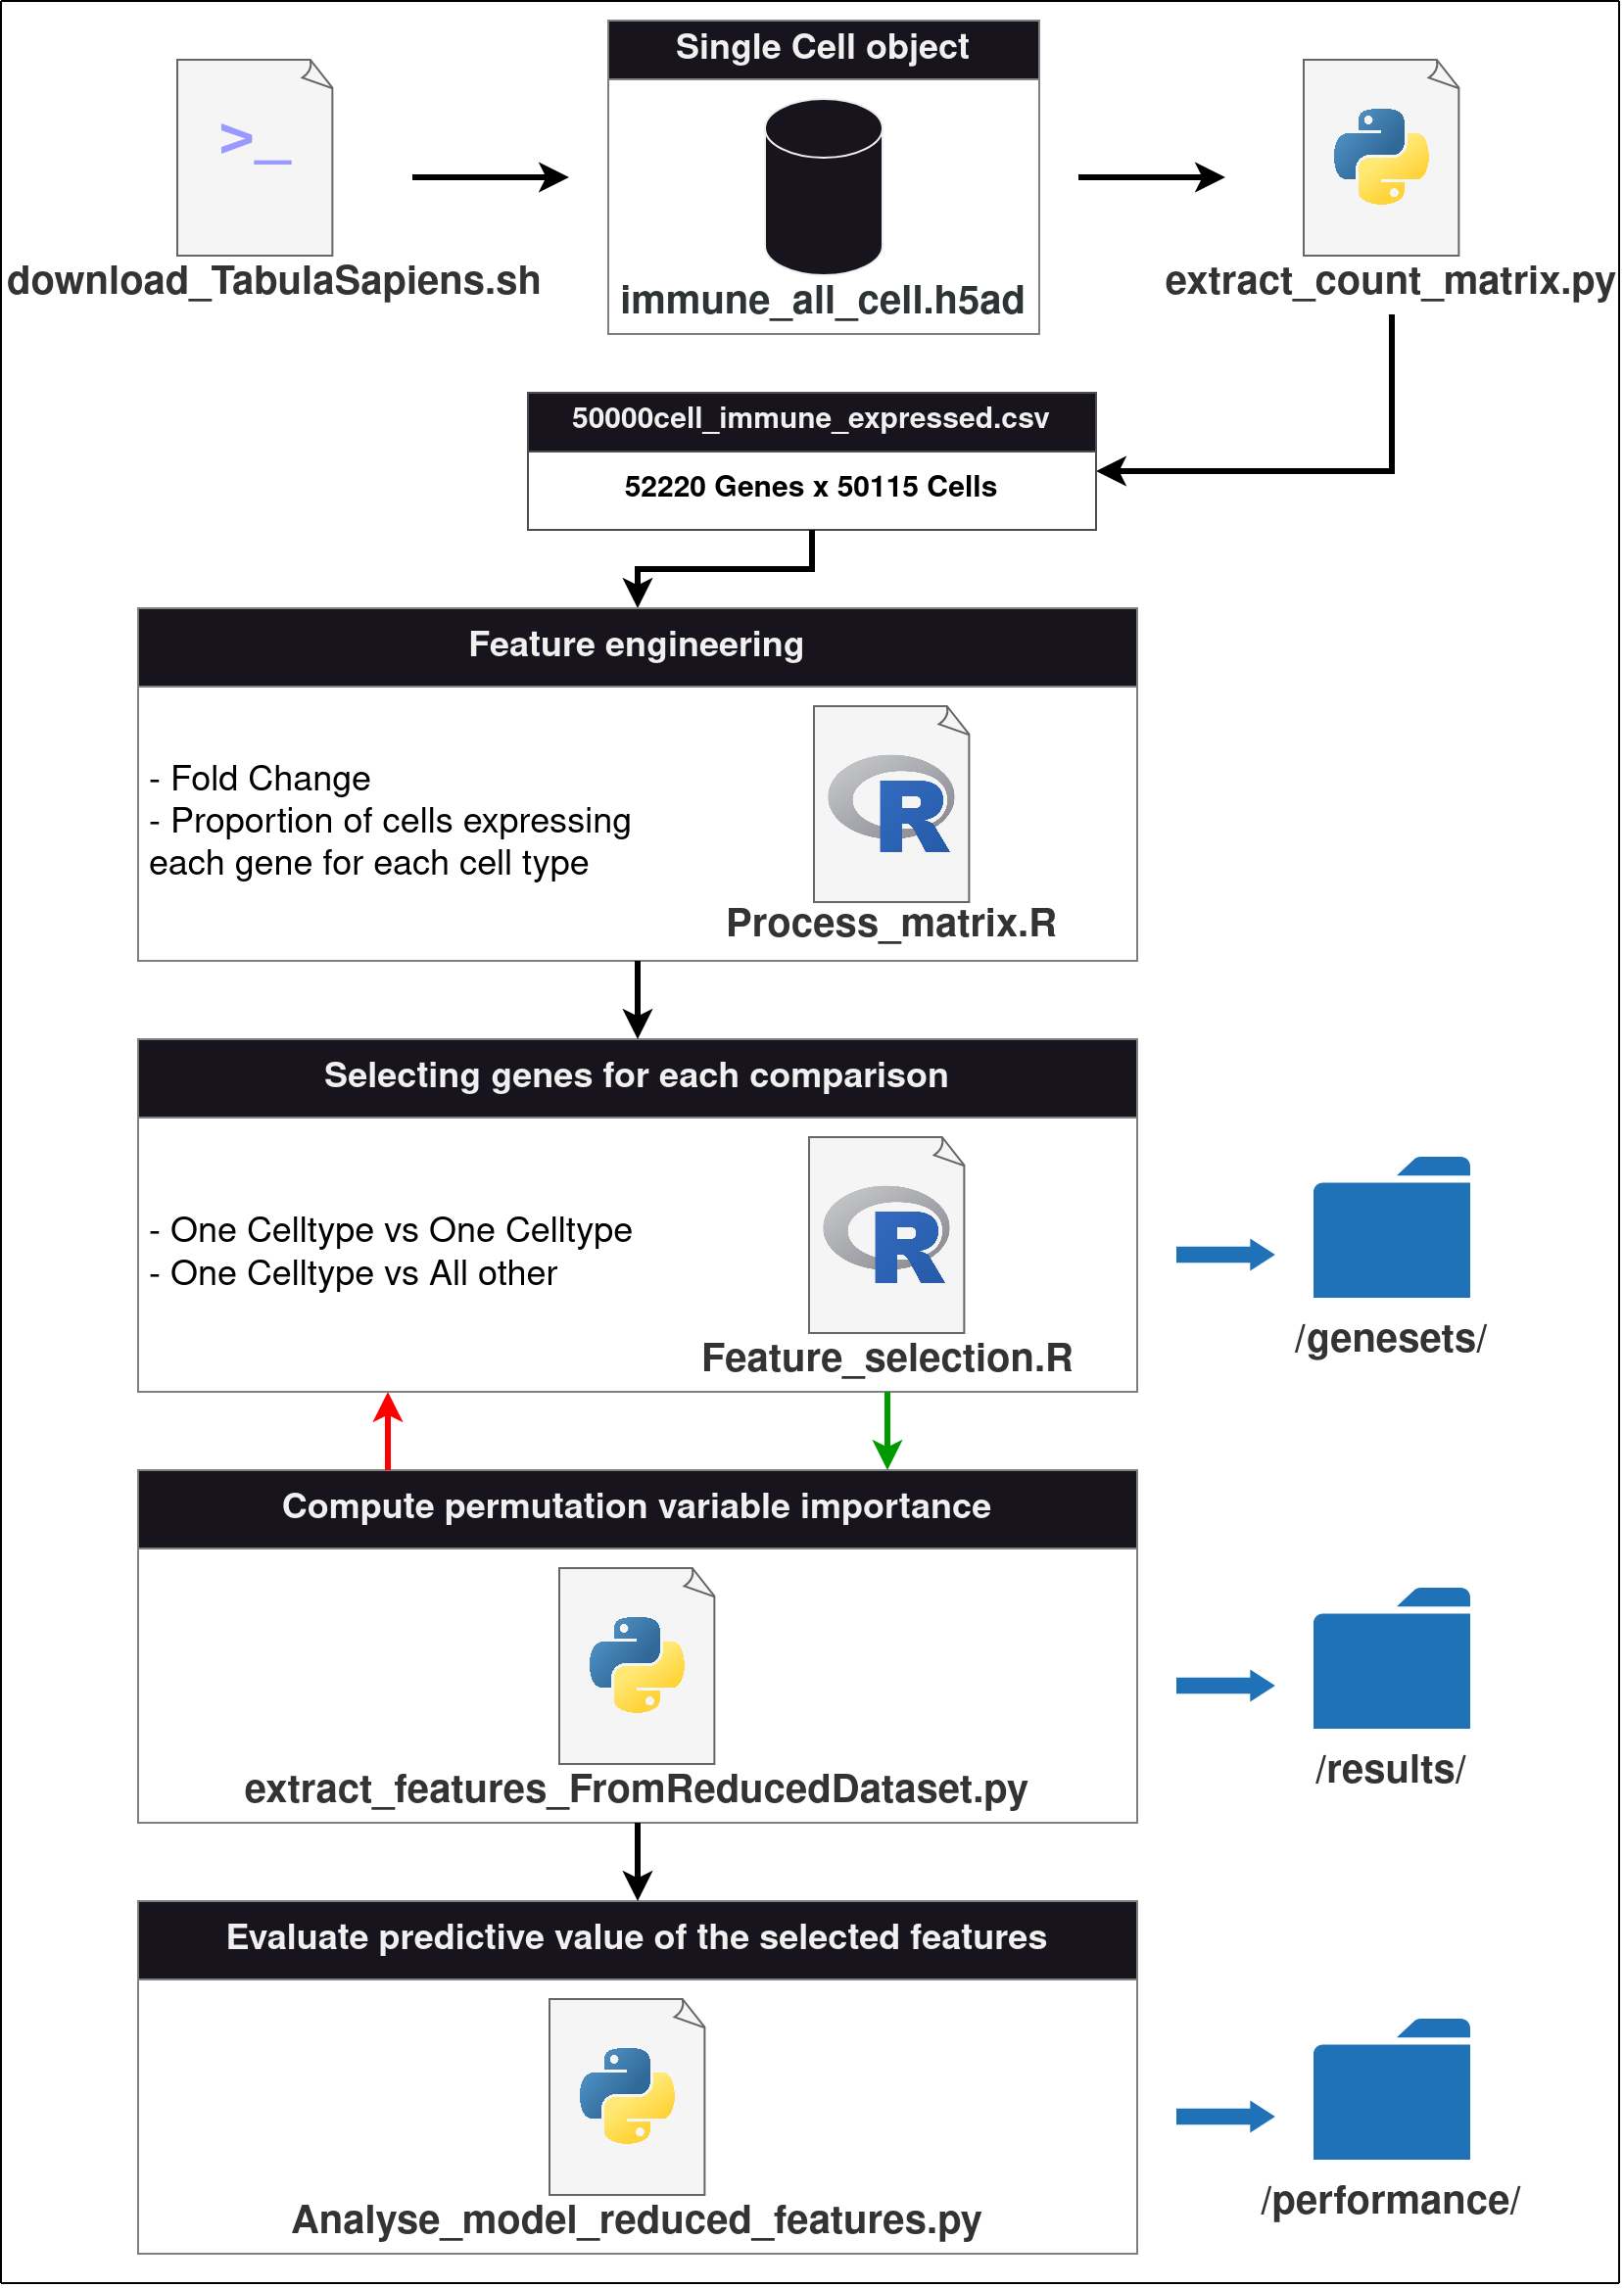 Single Cell object
>_
download_TabulaSapiens.sh
immune_all_cell.h5ad
extract_count_matrix.py
50000cell_immune_expressed.csv
52220 Genes x 50115 Cells
Feature engineering
- Fold Change
- Proportion of cells expressing
each gene for each cell type
R
Process_matrix.R
Selecting genes for each comparison
- One Celltype vs One Celltype
- One Celltype vs All other
R
Feature_selection.R
/genesets/
Compute permutation variable importance
extract_features_FromReducedDataset.py
/results/
Evaluate predictive value of the selected features
Analyse_model_reduced_features.py
/performance/